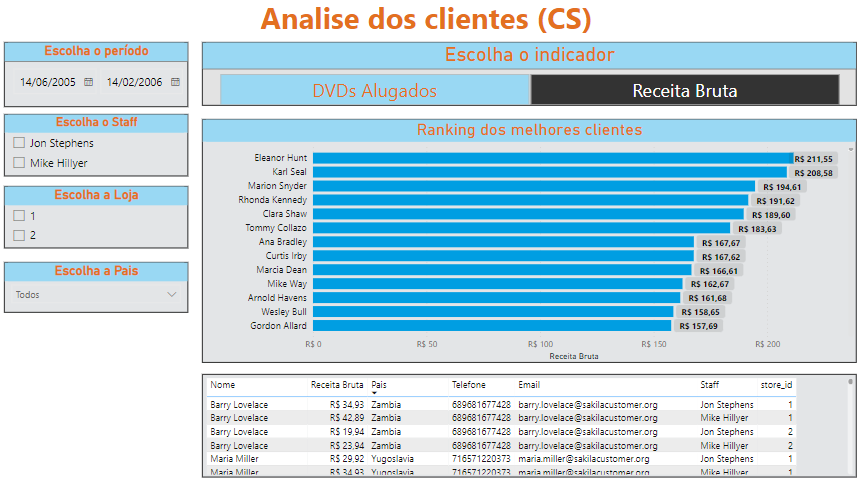 Analise dos clientes (CS)
Escolha o período
14/06/2005 14/02/2006
Escolha o Staff
Jon Stephens
Mike Hillyer
Escolha a Loja
1
2
Escolha a Pais
Todos
Escolha o indicador
DVDs Alugados Receita Bruta
Ranking dos melhores clientes
Eleanor Hunt R$ 211,55
Karl Seal R$ 208,58
Marion Snyder R$ 194,61
Rhonda Kennedy R$ 191,62
Clara Shaw R$ 189,60
Tommy Collazo R$ 183,63
Ana Bradley R$ 167,67
Curtis Irby R$ 167,62
Marcia Dean R$ 166,61
Mike Way R$ 162,67
Arnold Havens R$ 161,68
Wesley Bull R$ 158,65
Gordon Allard R$ 157,69
R$ 0 R$ 50 R$ 100 R$ 150 R$ 200
Receita Bruta
Nome Receita Bruta Pais Telefone Email Staff store_id
Barry Lovelace R$ 34,93 Zambia 689681677428 barry.lovelace@sakilacustomer.org Jon Stephens 1
Barry Lovelace R$ 42,89 Zambia 689681677428 barry.lovelace@sakilacustomer.org Mike Hillyer 1
Barry Lovelace R$ 19,94 Zambia 689681677428 barry.lovelace@sakilacustomer.org Jon Stephens 2
Barry Lovelace R$ 23,94 Zambia 689681677428 barry.lovelace@sakilacustomer.org Mike Hillyer 2
Maria Miller R$ 29,92 Yugoslavia 716571220373 maria.miller@sakilacustomer.org Jon Stephens 1
Maria Miller R$ 34,93 Yugoslavia 716571220373 maria.miller@sakilacustomer.org Mike Hillyer 1